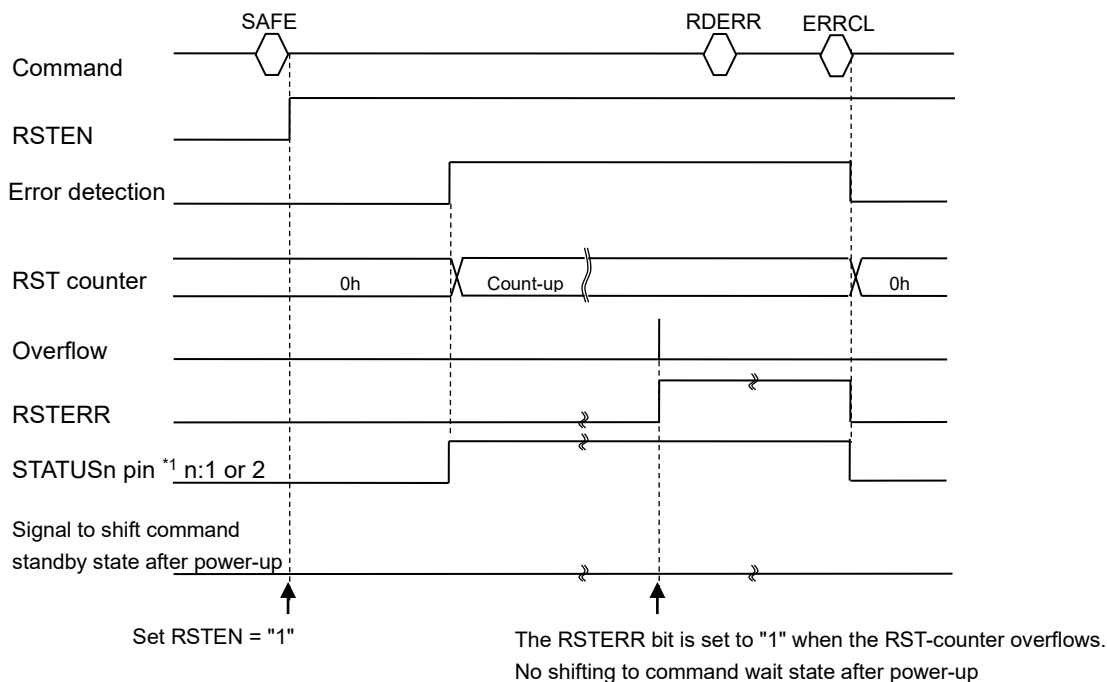 SAFE RDERR ERRCL
Command
RSTEN
Error detection
RST counter 0h Count-up 0h
Overflow
RSTERR
STATUSn pin *1 n:1 or 2
Signal to shift command
standby state after power-up
Set RSTEN = "1"
The RSTERR bit is set to "1" when the RST-counter overflows.
No shifting to command wait state after power-up